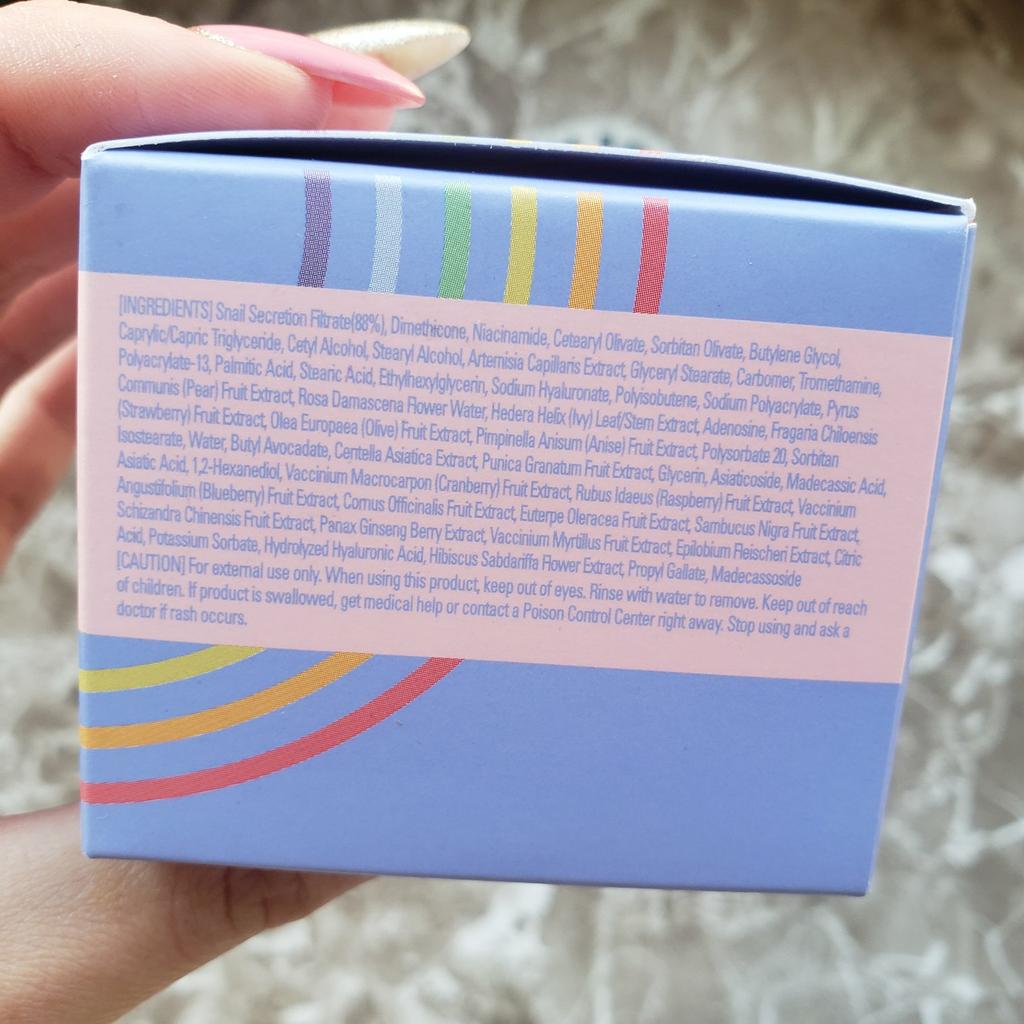 [INGREDIENTS] Snail Secretion Filtrate(88%), Dimethicone, Niacinamide, Cetearyl Olivate, Sorbitan Olivate, Butylene Glycol,
Caprylic/Capric Triglyceride, Cetyl Alcohol, Stearyl Alcohol, Artemisia Capillaris Extract, Glyceryl Stearate, Carbomer, Tromethamine,
Polyacrylate-13, Palmitic Acid, Stearic Acid, Ethylhexylglycerin, Sodium Hyaluronate, Polyisobutene, Sodium Polyacrylate, Pyrus
Communis (Pear) Fruit Extract, Rosa Damascena Flower Water, Hedera Helix (Ivy) Leaf/Stem Extract, Adenosine, Fragaria Chiloensis
(Strawberry) Fruit Extract, Olea Europaea (Olive) Fruit Extract, Pimpinella Anisum (Anise) Fruit Extract, Polysorbate 20, Sorbitan
Isostearate, Water, Butyl Avocadate, Centella Asiatica Extract, Punica Granatum Fruit Extract, Glycerin, Asiaticoside, Madecassic Acid,
Asiatic Acid, 1,2-Hexanediol, Vaccinium Macrocarpon (Cranberry) Fruit Extract, Rubus Idaeus (Raspberry) Fruit Extract, Vaccinium
Angustifolium (Blueberry) Fruit Extract, Cornus Officinalis Fruit Extract, Euterpe Oleracea Fruit Extract, Sambucus Nigra Fruit Extract,
Schizandra Chinensis Fruit Extract, Panax Ginseng Berry Extract, Vaccinium Myrtillus Fruit Extract, Epilobium Fleischeri Extract, Citric
Acid, Potassium Sorbate, Hydrolyzed Hyaluronic Acid, Hibiscus Sabdariffa Flower Extract, Propyl Gallate, Madecassoside
[CAUTION] For external use only. When using this product, keep out of eyes. Rinse with water to remove. Keep out of reach
of children. If product is swallowed, get medical help or contact a Poison Control Center right away. Stop using and ask a
doctor if rash occurs.